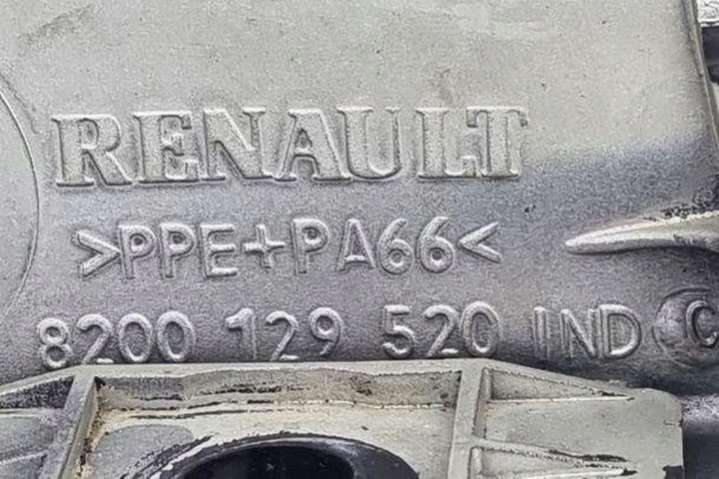 RENAULT
>PPE+PA66<
8200 129 520 IND C